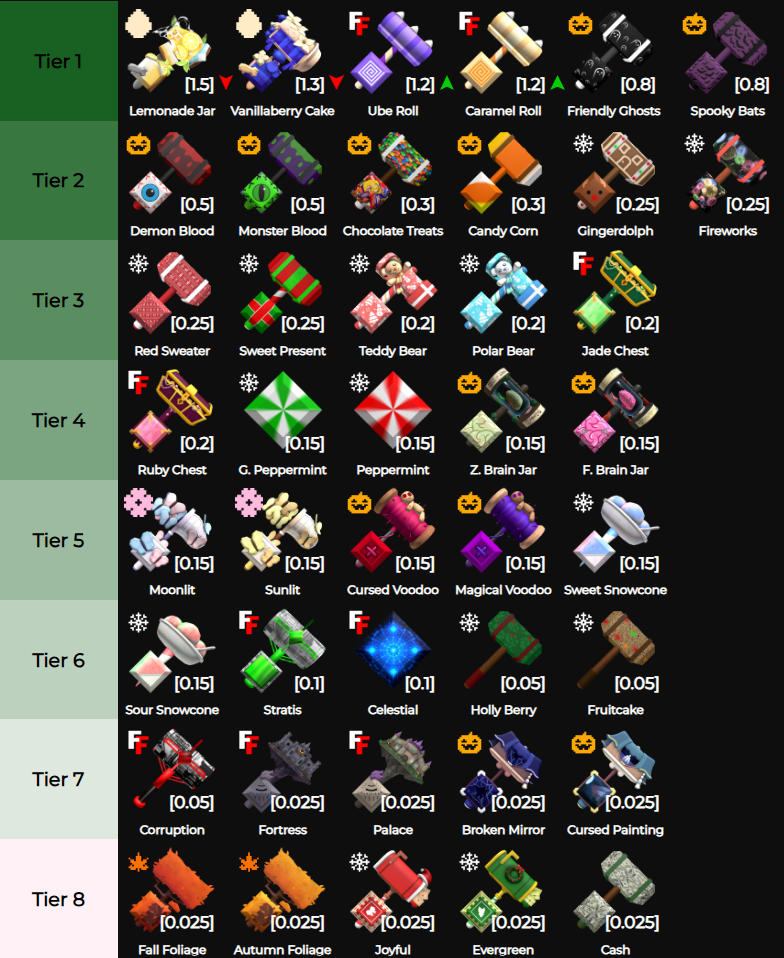 Tier 1
[1.5] [1.3] [1.2] [1.2] [0.8] [0.8]
Lemonade Jar Vanillaberry Cake Ube Roll Caramel Roll Friendly Ghosts Spooky Bats
Tier 2
[0.5] [0.5] [0.3] [0.3] [0.25] [0.25]
Demon Blood Monster Blood Chocolate Treats Candy Corn Gingerdolph Fireworks
Tier 3
[0.25] [0.25] [0.2] [0.2] [0.2]
Red Sweater Sweet Present Teddy Bear Polar Bear Jade Chest
Tier 4
[0.2] [0.15] [0.15] [0.15] [0.15]
Ruby Chest G. Peppermint Peppermint Z. Brain Jar F. Brain Jar
Tier 5
[0.15] [0.15] [0.15] [0.15] [0.15]
Moonlit Sunlit Cursed Voodoo Magical Voodoo Sweet Snowcone
Tier 6
[0.15] [0.1] [0.1] [0.05] [0.05]
Sour Snowcone Stratis Celestial Holly Berry Fruitcake
Tier 7
[0.05] [0.025] [0.025] [0.025] [0.025]
Corruption Fortress Palace Broken Mirror Cursed Painting
Tier 8
[0.025] [0.025] [0.025] [0.025] [0.025]
Fall Foliage Autumn Foliage Joyful Evergreen Cash